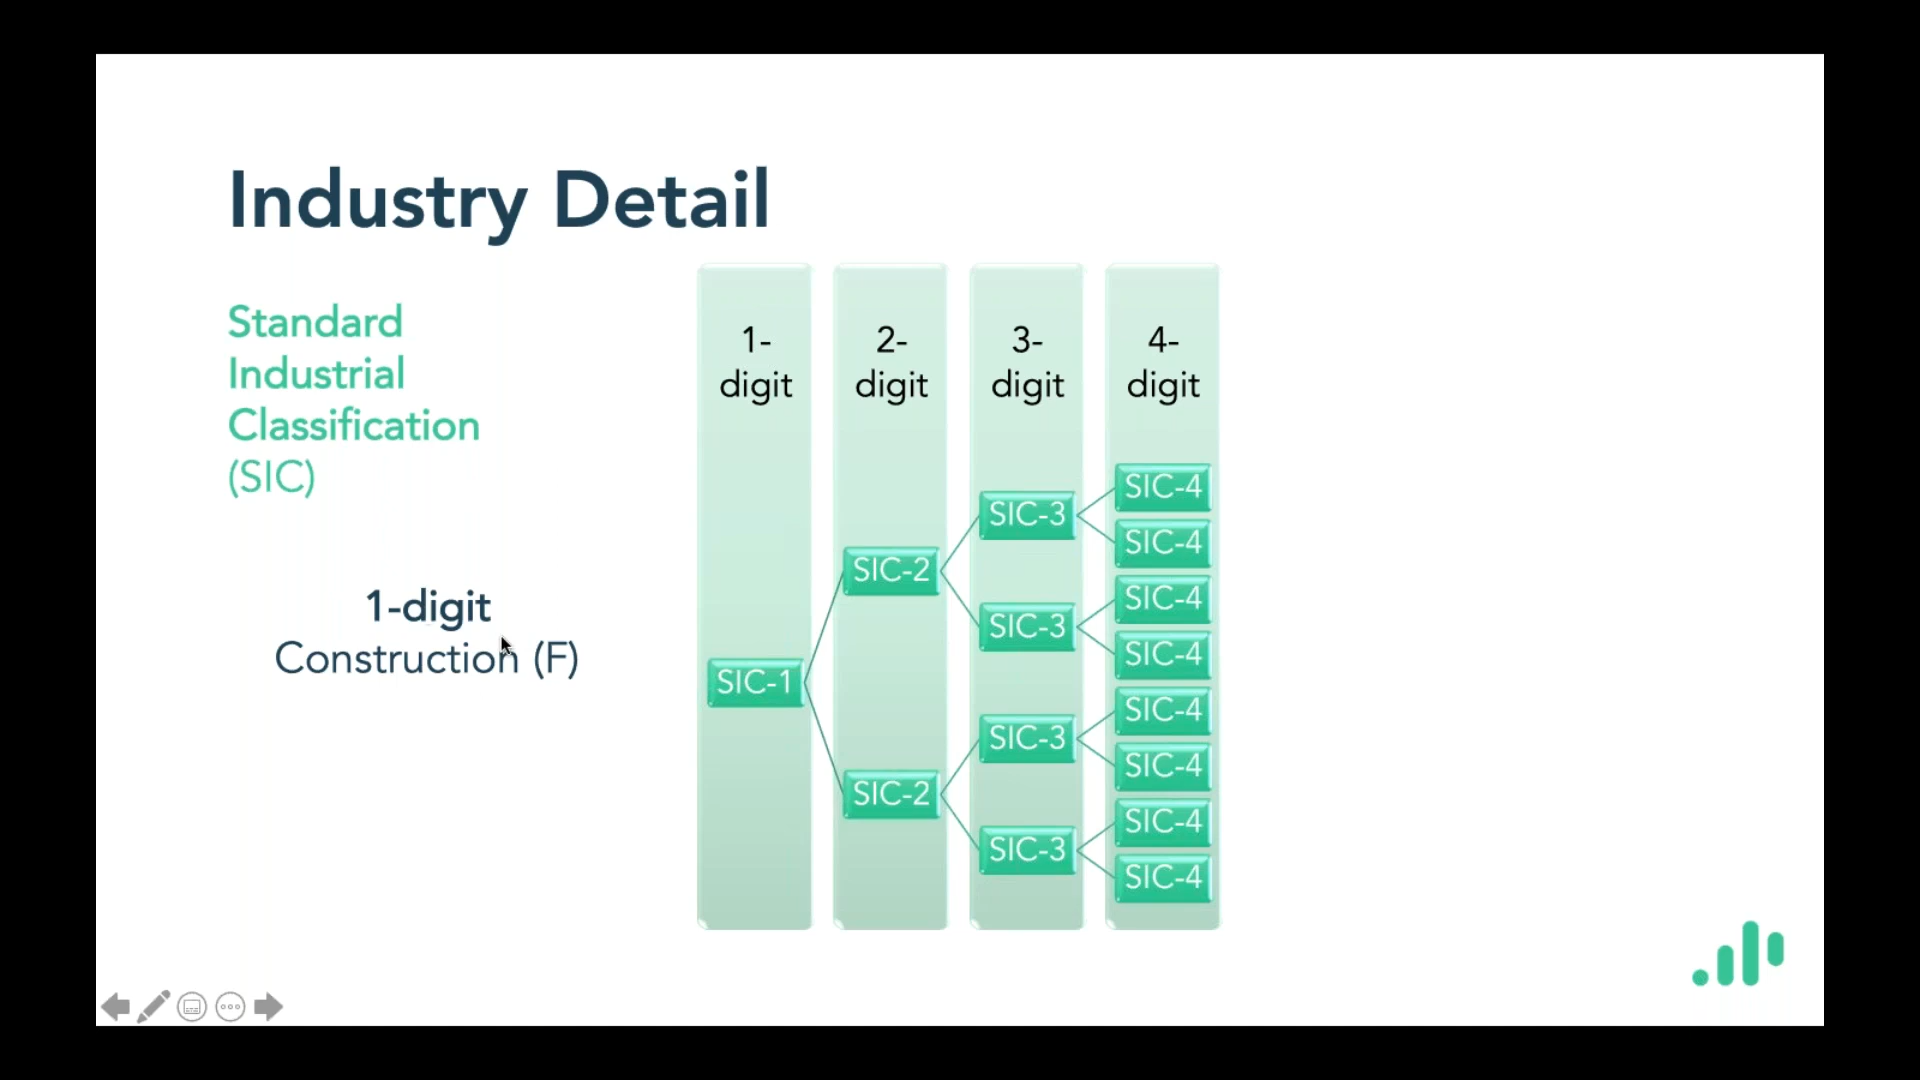 Industry Detail
Standard
Industrial
Classification
(SIC)
1-digit
Construction (F)
1-
digit
2-
digit
3-
digit
4-
digit
SIC-1
SIC-2
SIC-2
SIC-3
SIC-3
SIC-3
SIC-3
SIC-4
SIC-4
SIC-4
SIC-4
SIC-4
SIC-4
SIC-4
SIC-4